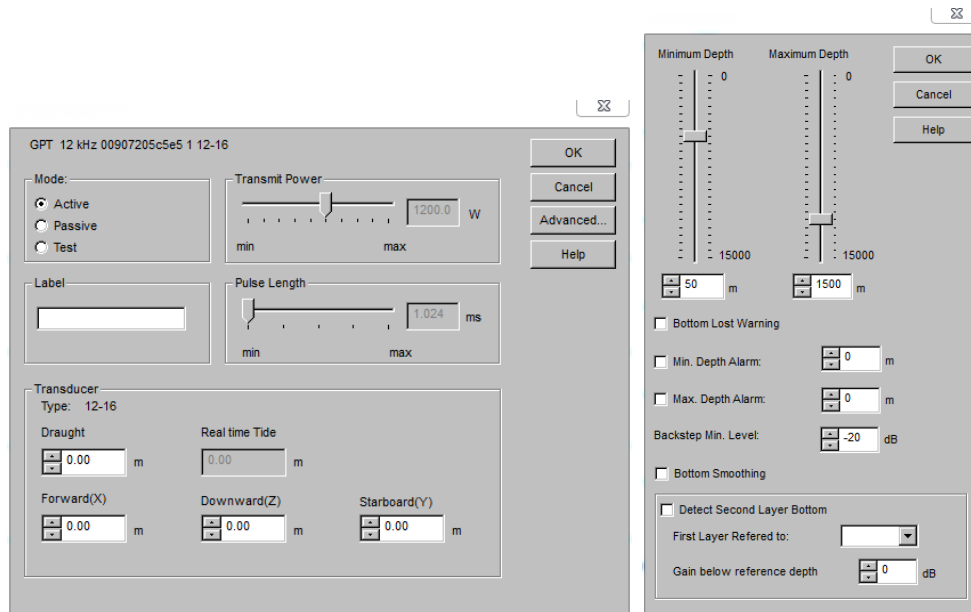 GPT 12 kHz 00907205c5e5 1 12-16
OK
Cancel
Advanced...
Help
Mode:
Active
Passive
Test
Transmit Power
1200.0 W
min max
Label
Pulse Length
1.024 ms
min max
Transducer
Type: 12-16
Draught Real time Tide
0.00 m 0.00 m
Forward(X) Downward(Z) Starboard(Y)
0.00 m 0.00 m 0.00 m
Minimum Depth Maximum Depth
0 0
15000 15000
50 m 1500 m
OK
Cancel
Help
Bottom Lost Warning
Min. Depth Alarm: 0 m
Max. Depth Alarm: 0 m
Backstep Min. Level: -20 dB
Bottom Smoothing
Detect Second Layer Bottom
First Layer Refered to:
Gain below reference depth 0 dB